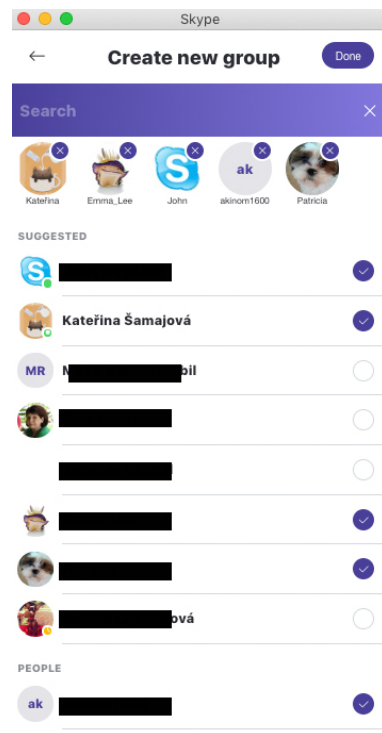 Skype
← Create new group Done
Search
ak
Kateřina Emma_Lee John akinom1600 Patricia
SUGGESTED
Kateřina Šamajová
MR
ová
PEOPLE
ak